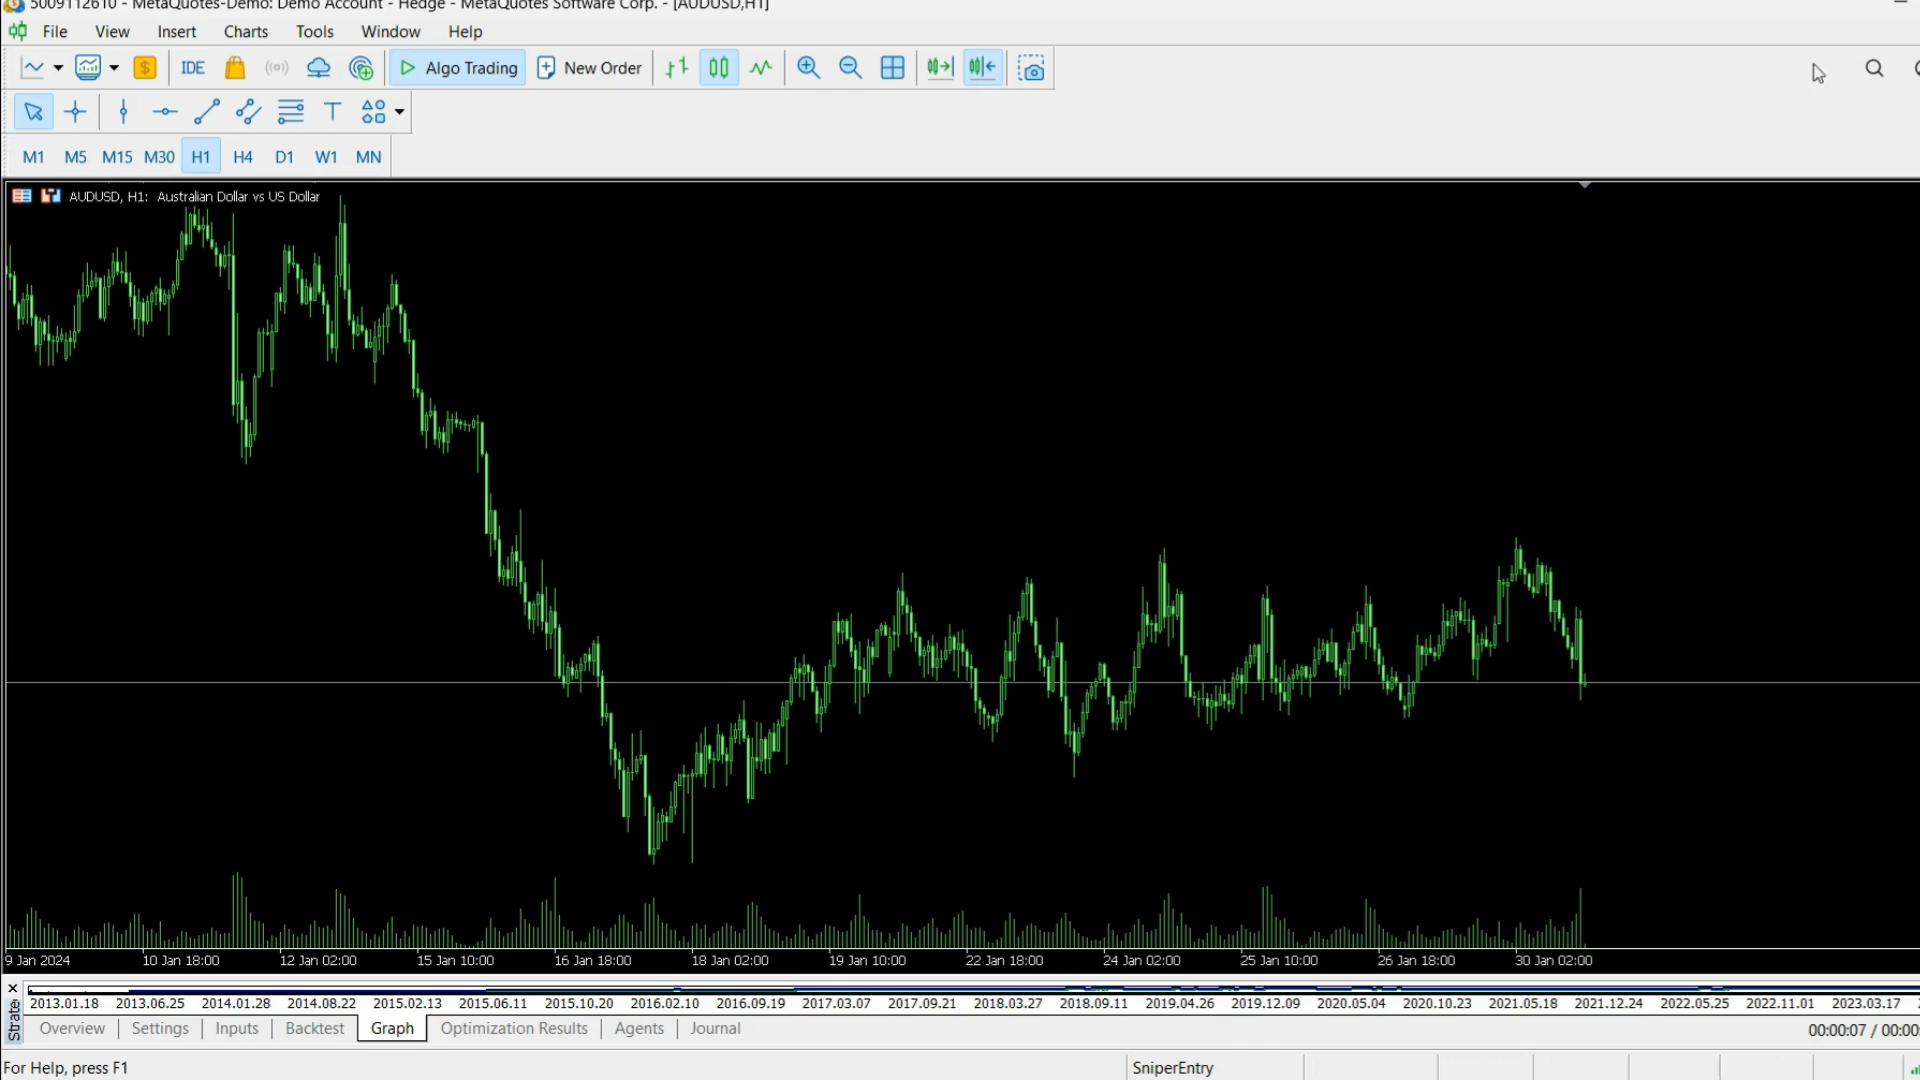 5009112610 - MetaQuotes-Demo: Demo Account - Hedge - MetaQuotes Software Corp. - [AUDUSD,H1]
File View Insert Charts Tools Window Help
$ IDE Algo Trading New Order
T
M1 M5 M15 M30 H1 H4 D1 W1 MN
AUDUSD, H1: Australian Dollar vs US Dollar
9 Jan 2024 10 Jan 18:00 12 Jan 02:00 15 Jan 10:00 16 Jan 18:00 18 Jan 02:00 19 Jan 10:00 22 Jan 18:00 24 Jan 02:00 25 Jan 10:00 26 Jan 18:00 30 Jan 02:00
2013.01.18 2013.06.25 2014.01.28 2014.08.22 2015.02.13 2015.06.11 2015.10.20 2016.02.10 2016.09.19 2017.03.07 2017.09.21 2018.03.27 2018.09.11 2019.04.26 2019.12.09 2020.05.04 2020.10.23 2021.05.18 2021.12.24 2022.05.25 2022.11.01 2023.03.17
Strate
Overview Settings Inputs Backtest Graph Optimization Results Agents Journal 00:00:07 / 00:00
For Help, press F1 SniperEntry